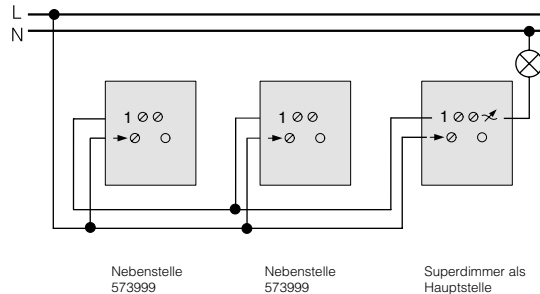 L
N
1
1
1
Nebenstelle
573999
Nebenstelle
573999
Superdimmer als
Hauptstelle